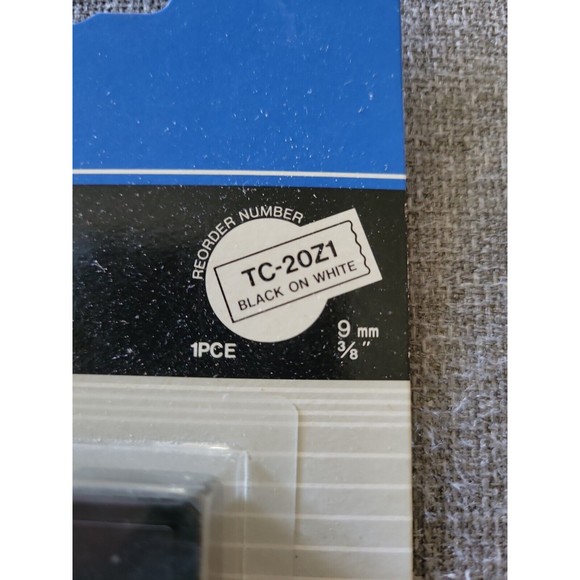 REORDER NUMBER
TC-20Z1
BLACK ON WHITE
1PCE
9 mm
3/8"